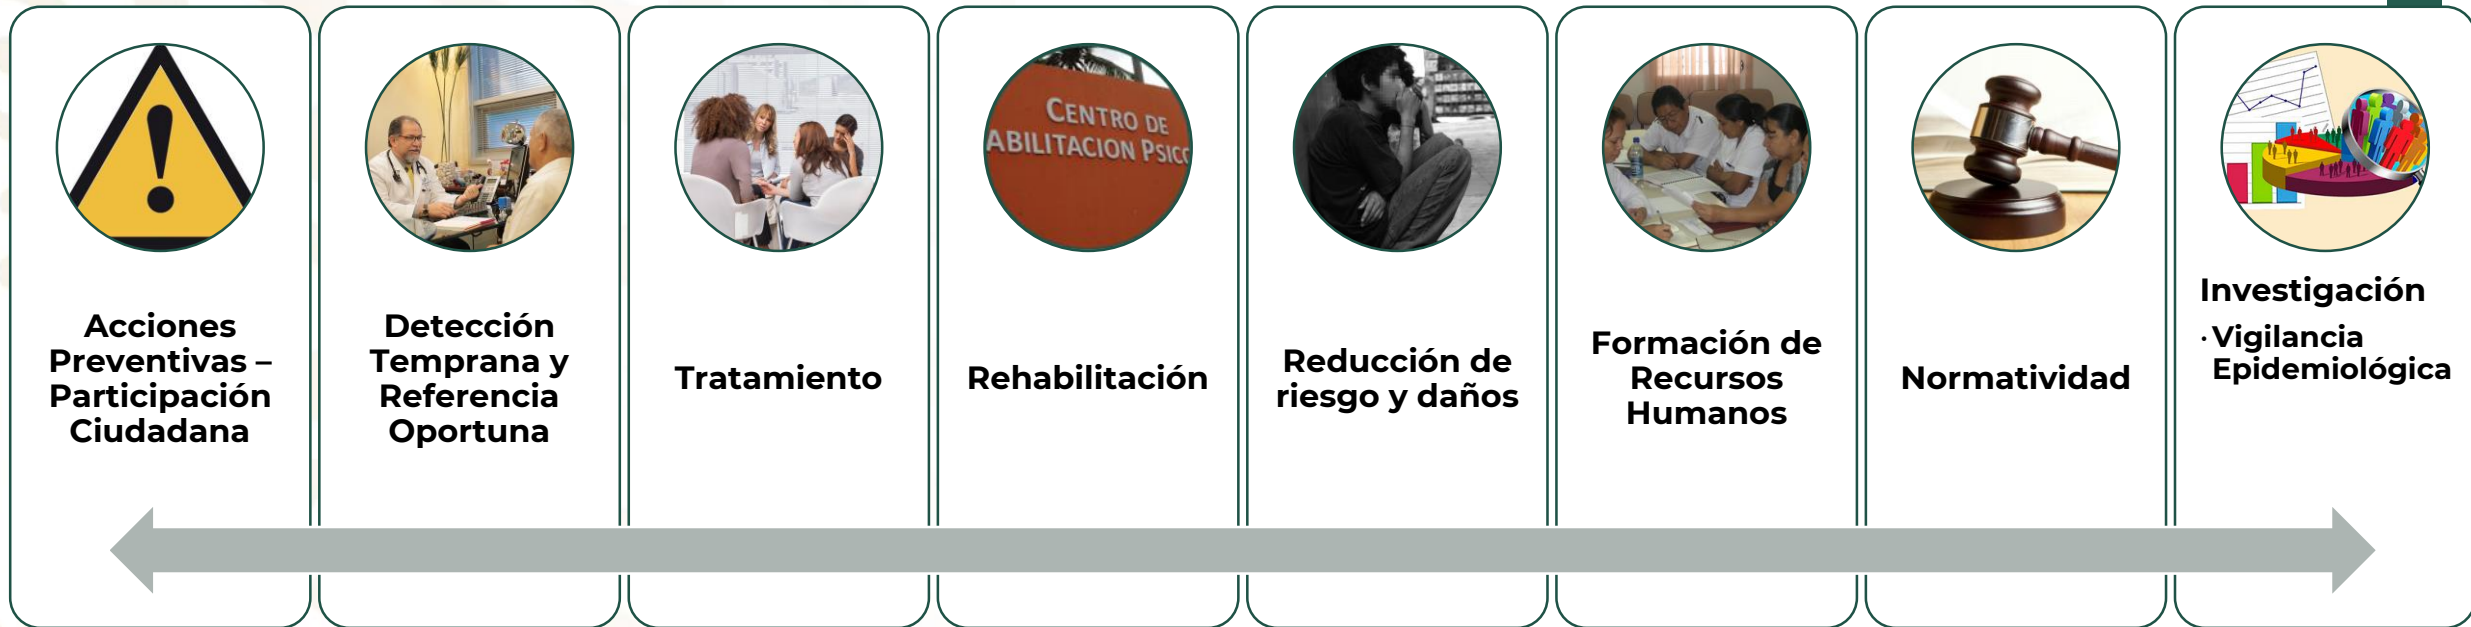 CENTRO DE
ABILITACION PSICO
Acciones
Preventivas –
Participación
Ciudadana
Detección
Temprana y
Referencia
Oportuna
Tratamiento
Rehabilitación
Reducción de
riesgo y daños
Formación de
Recursos
Humanos
Normatividad
Investigación
· Vigilancia
Epidemiológica